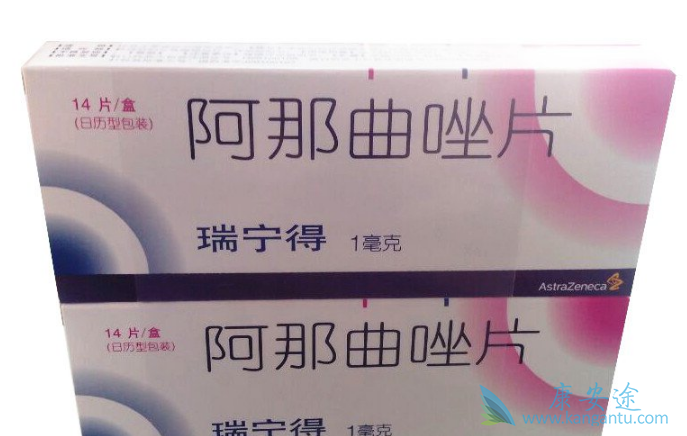 14 片/盒
(日历型包装)
阿那曲唑片
瑞宁得 1毫克
AstraZeneca
14 片/盒
(日历型包装)
阿那曲唑片
瑞宁得 1毫克
康安途
www.kangantu.com